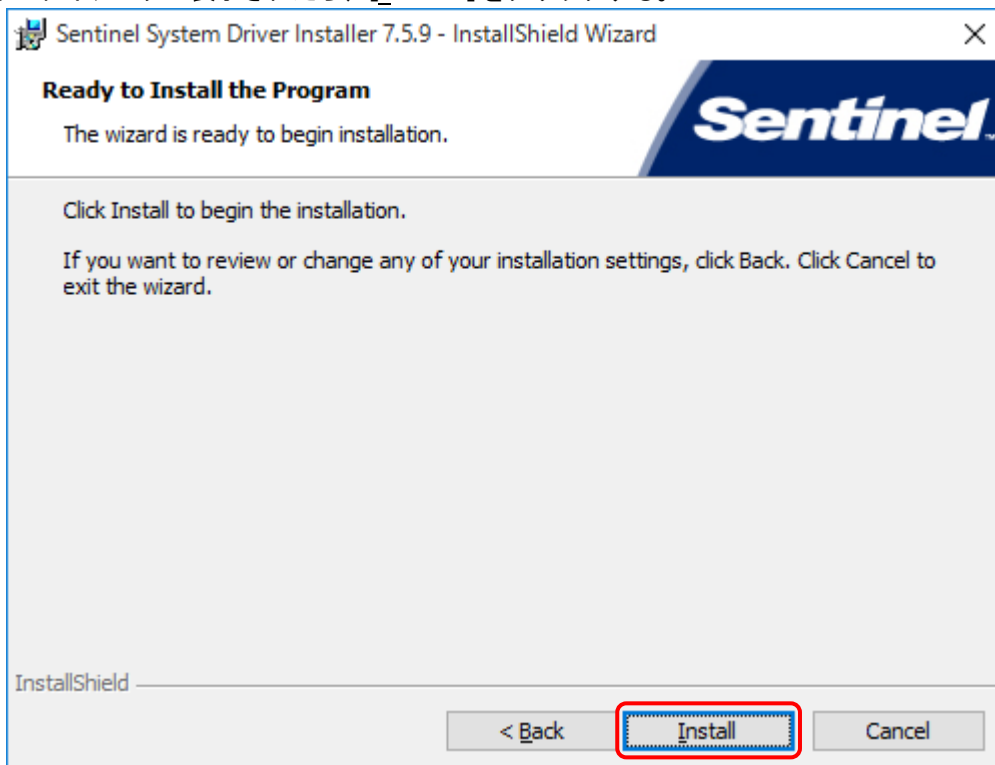 Sentinel System Driver Installer 7.5.9 - InstallShield Wizard
Ready to Install the Program
The wizard is ready to begin installation.
Sentinel
Click Install to begin the installation.
If you want to review or change any of your installation settings, click Back. Click Cancel to
exit the wizard.
InstallShield
< Back
Install
Cancel